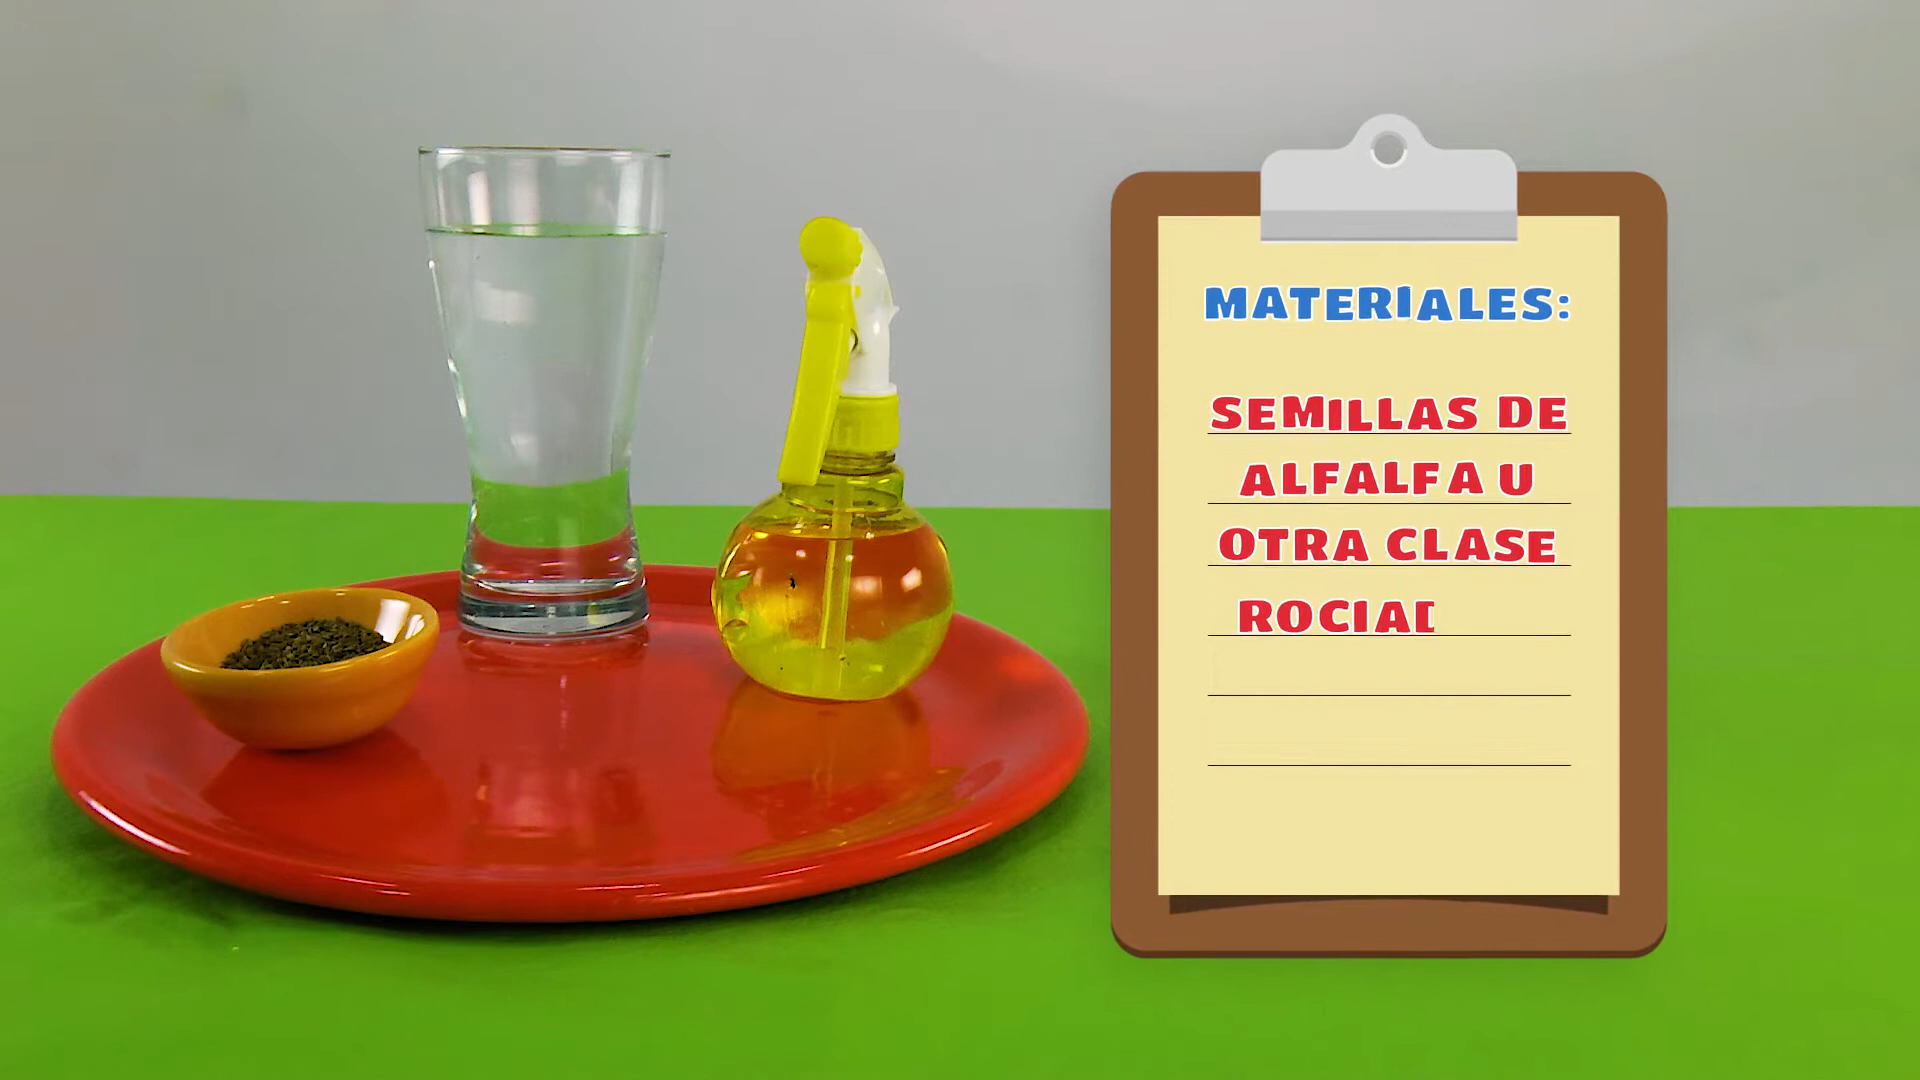 MATERIALES:
SEMILLAS DE
ALFALFA U
OTRA CLASE
ROCIAD